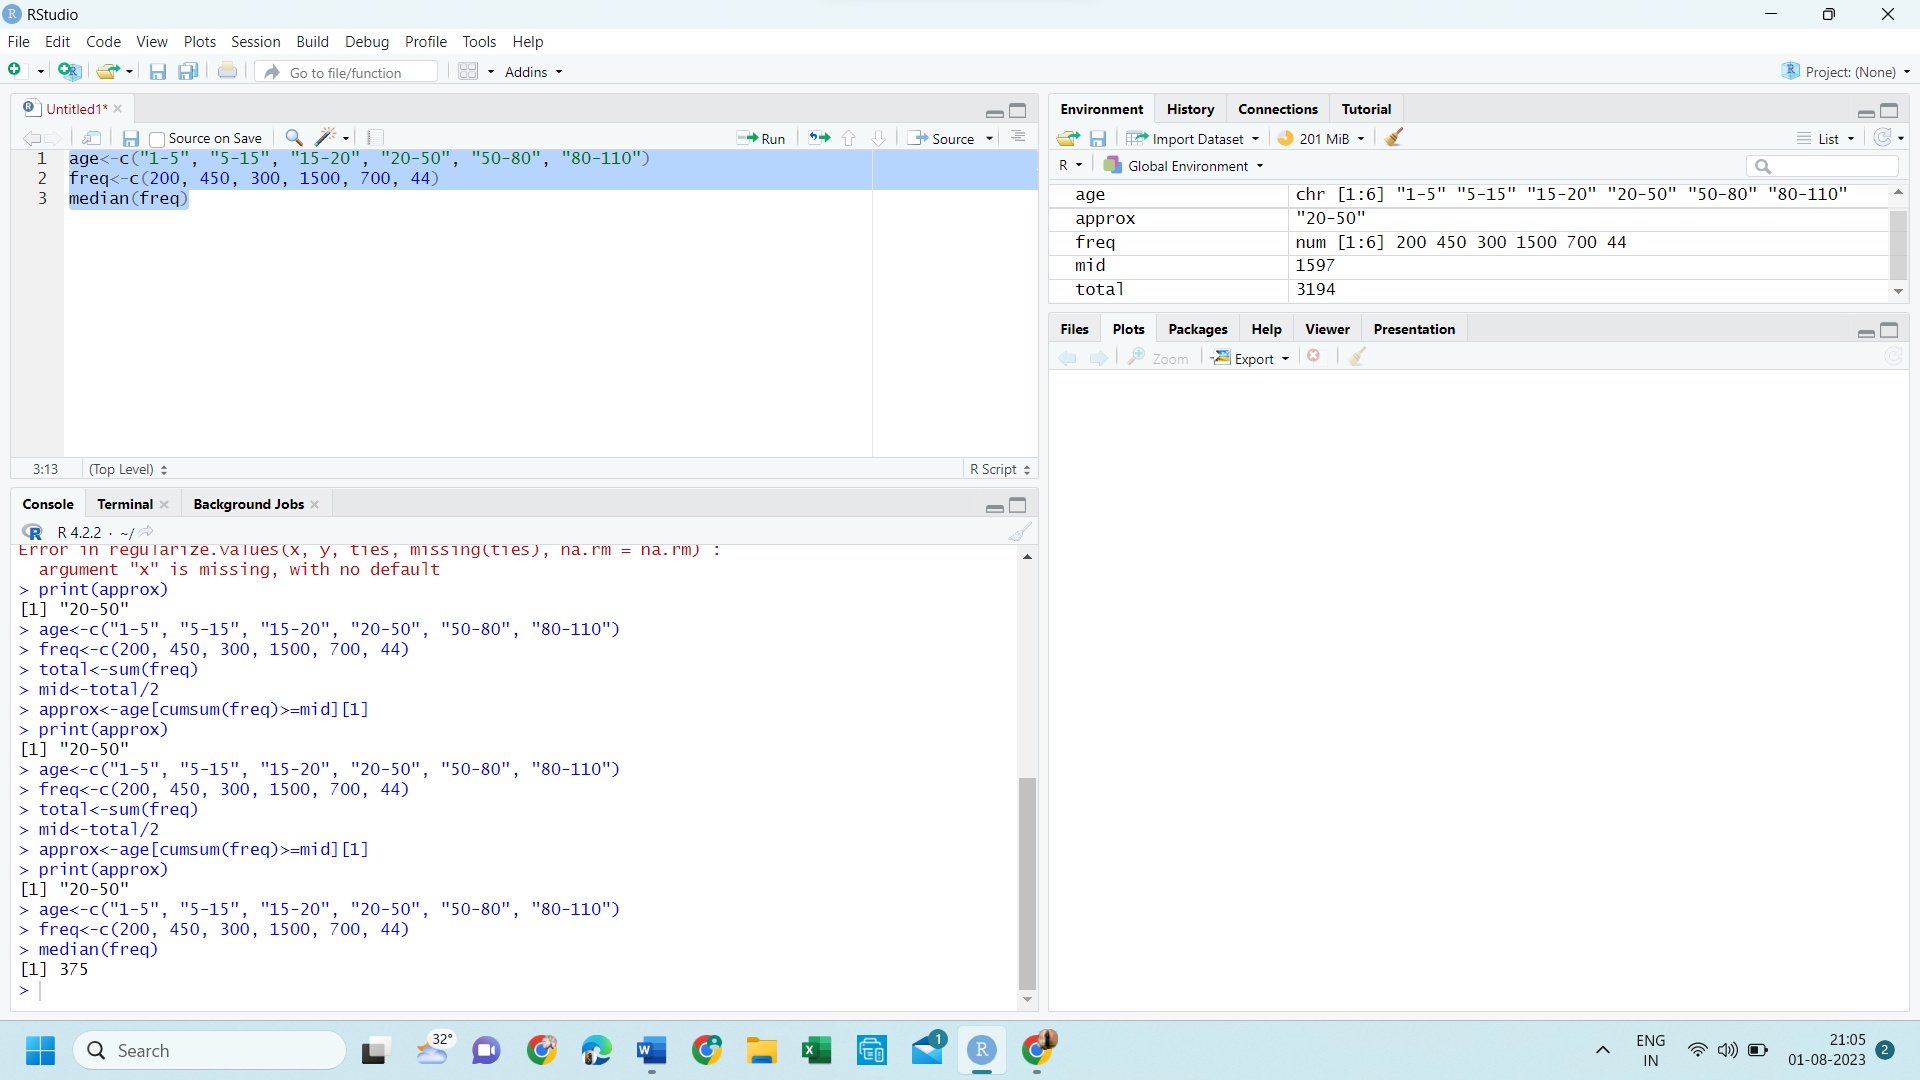 RStudio
File Edit Code View Plots Session Build Debug Profile Tools Help
Go to file/function Addins Project: (None)
Untitled1*
Source on Save Run Source
1 age<-c("1-5", "5-15", "15-20", "20-50", "50-80", "80-110")
2 freq<-c(200, 450, 300, 1500, 700, 44)
3 median(freq)
3:13 (Top Level) R Script
Console Terminal Background Jobs
R 4.2.2 · ~/
Error in regularize.values(x, y, ties, missing(ties), na.rm = na.rm) :
argument "x" is missing, with no default
> print(approx)
[1] "20-50"
> age<-c("1-5", "5-15", "15-20", "20-50", "50-80", "80-110")
> freq<-c(200, 450, 300, 1500, 700, 44)
> total<-sum(freq)
> mid<-total/2
> approx<-age[cumsum(freq)>=mid][1]
> print(approx)
[1] "20-50"
> age<-c("1-5", "5-15", "15-20", "20-50", "50-80", "80-110")
> freq<-c(200, 450, 300, 1500, 700, 44)
> total<-sum(freq)
> mid<-total/2
> approx<-age[cumsum(freq)>=mid][1]
> print(approx)
[1] "20-50"
> age<-c("1-5", "5-15", "15-20", "20-50", "50-80", "80-110")
> freq<-c(200, 450, 300, 1500, 700, 44)
> median(freq)
[1] 375
>
Environment History Connections Tutorial
Import Dataset 201 MiB List
R Global Environment
age chr [1:6] "1-5" "5-15" "15-20" "20-50" "50-80" "80-110"
approx "20-50"
freq num [1:6] 200 450 300 1500 700 44
mid 1597
total 3194
Files Plots Packages Help Viewer Presentation
Zoom Export
Search 32° 1 ENG 21:05
IN 01-08-2023 2